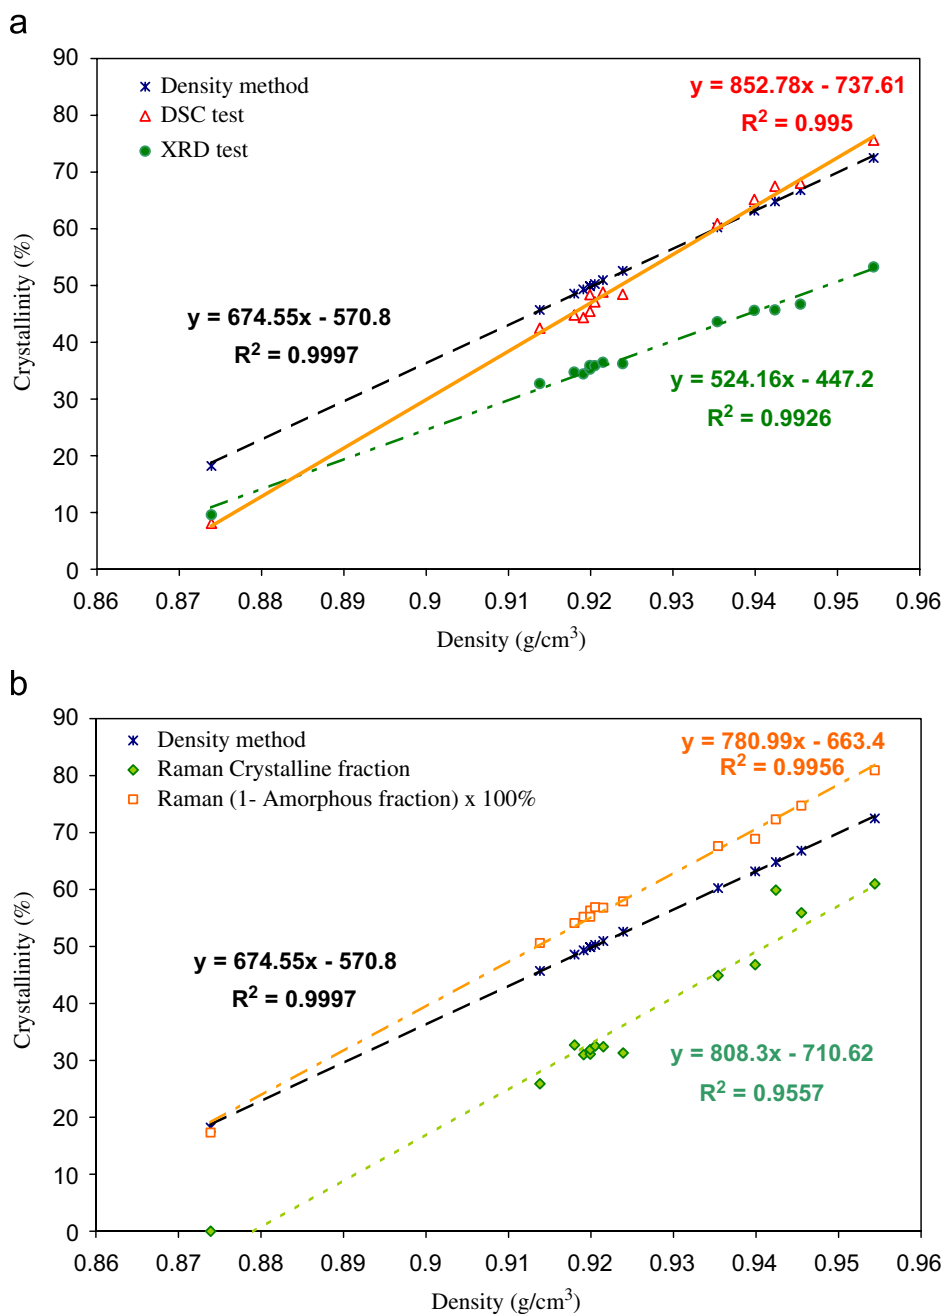 a
90
80
70
60
50
40
30
20
10
0
Crystallinity (%)
Density method
DSC test
XRD test
y = 852.78x - 737.61
R² = 0.995
y = 674.55x - 570.8
R² = 0.9997
y = 524.16x - 447.2
R² = 0.9926
0.86 0.87 0.88 0.89 0.9 0.91 0.92 0.93 0.94 0.95 0.96
Density (g/cm³)
b
90
80
70
60
50
40
30
20
10
0
Crystallinity (%)
Density method
Raman Crystalline fraction
Raman (1- Amorphous fraction) x 100%
y = 780.99x - 663.4
R² = 0.9956
y = 674.55x - 570.8
R² = 0.9997
y = 808.3x - 710.62
R² = 0.9557
0.86 0.87 0.88 0.89 0.9 0.91 0.92 0.93 0.94 0.95 0.96
Density (g/cm³)